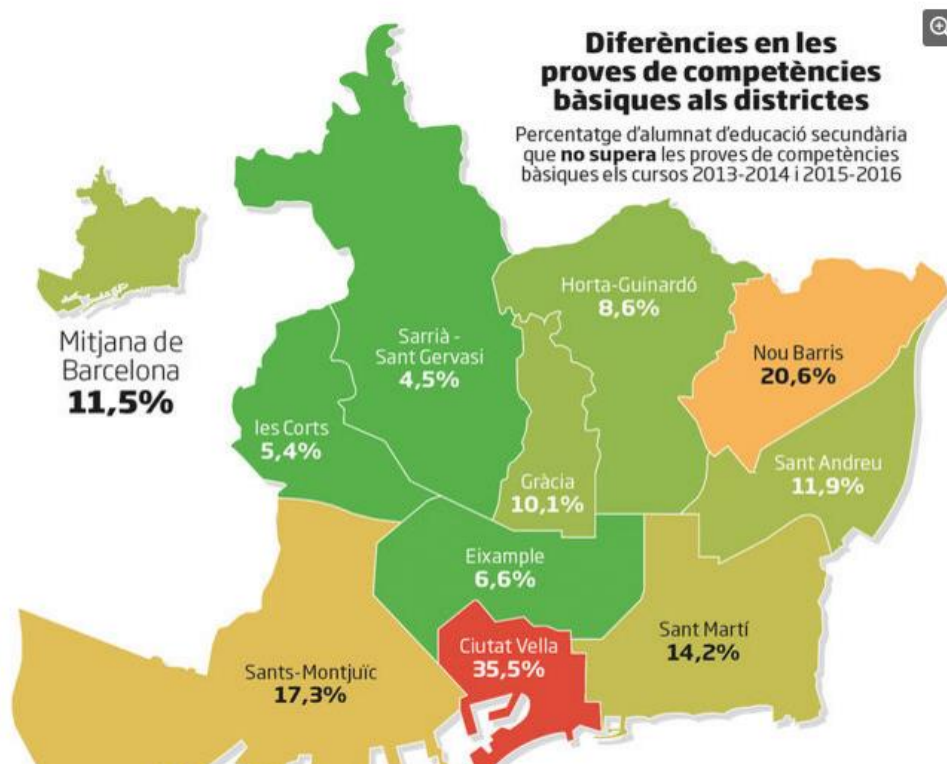 Diferències en les
proves de competències
bàsiques als districtes
Percentatge d'alumnat d'educació secundària
que no supera les proves de competències
bàsiques els cursos 2013-2014 i 2015-2016
Mitjana de
Barcelona
11,5%
Sarrià -
Sant Gervasi
4,5%
Horta-Guinardó
8,6%
Nou Barris
20,6%
les Corts
5,4%
Gràcia
10,1%
Sant Andreu
11,9%
Eixample
6,6%
Ciutat Vella
35,5%
Sant Martí
14,2%
Sants-Montjuïc
17,3%